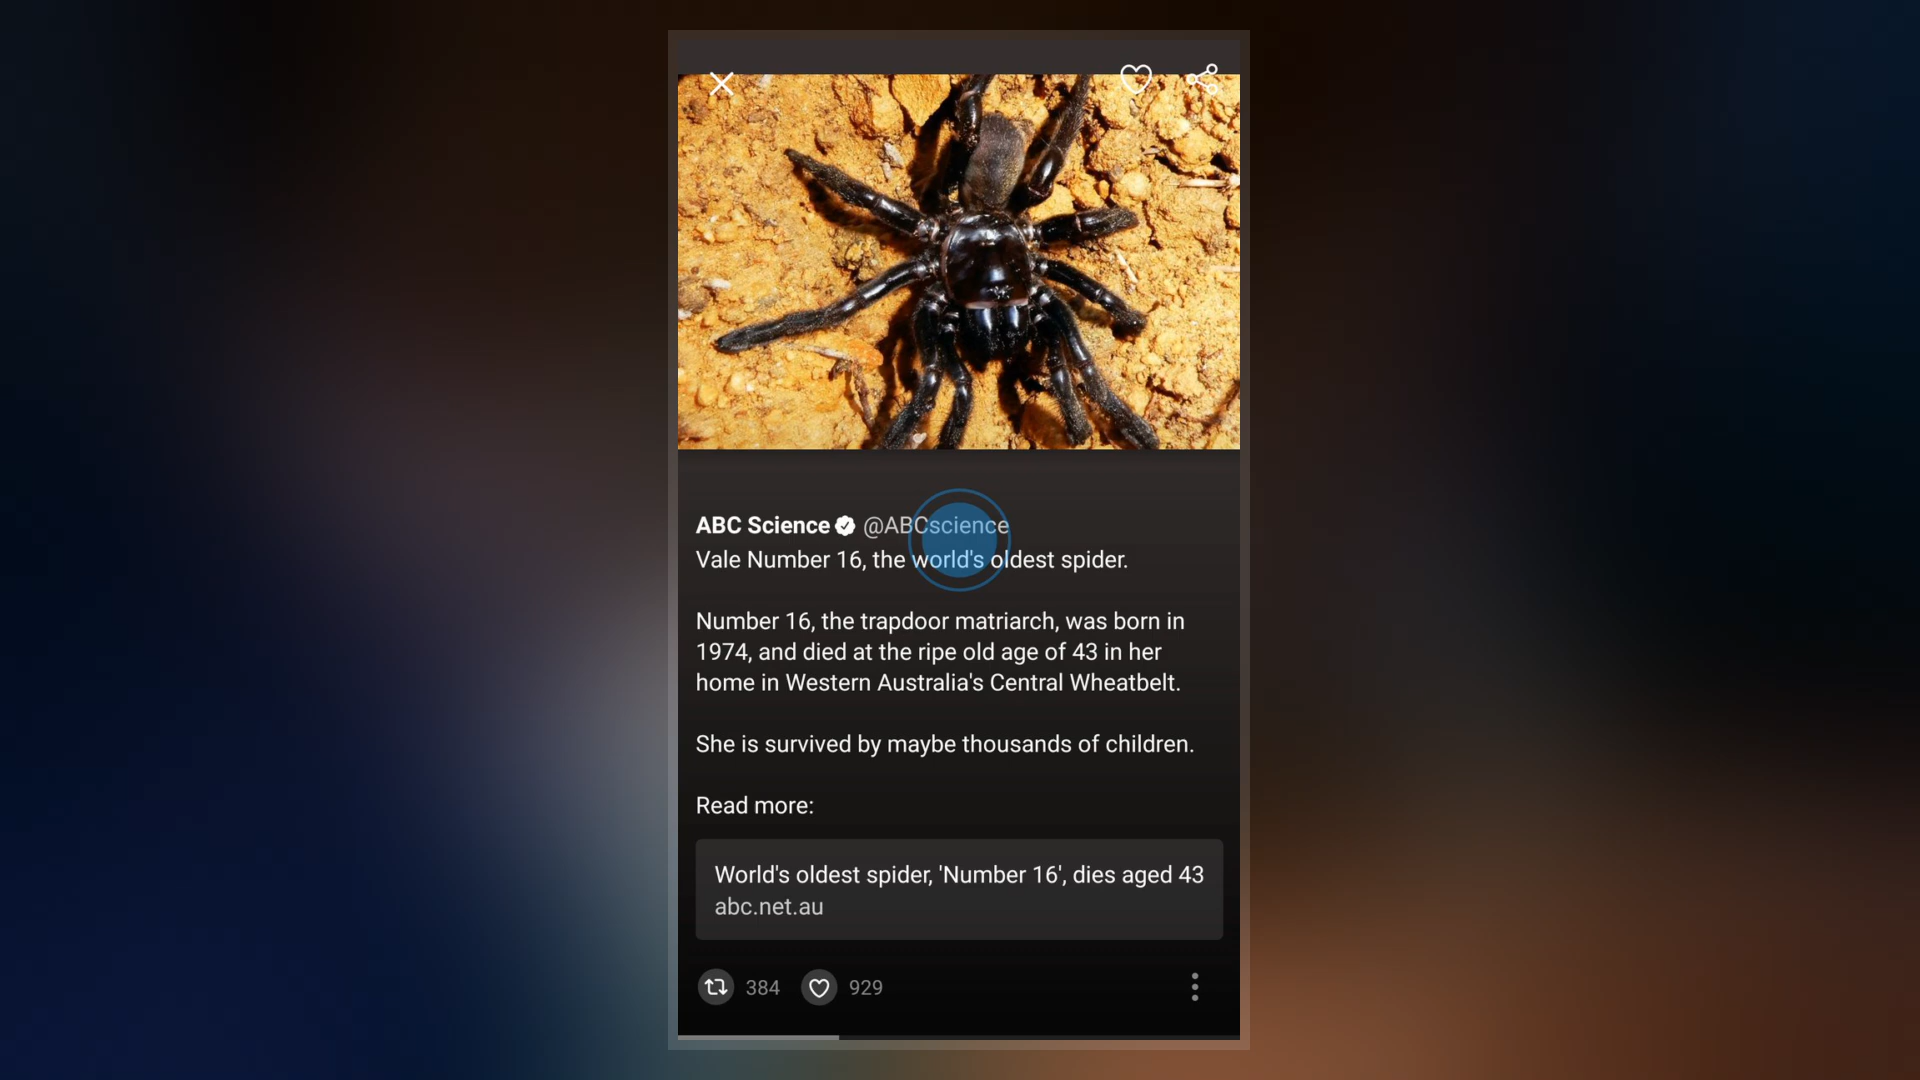 ABC Science @ABCscience
Vale Number 16, the world's oldest spider.
Number 16, the trapdoor matriarch, was born in
1974, and died at the ripe old age of 43 in her
home in Western Australia's Central Wheatbelt.
She is survived by maybe thousands of children.
Read more:
World's oldest spider, 'Number 16', dies aged 43
abc.net.au
384 929